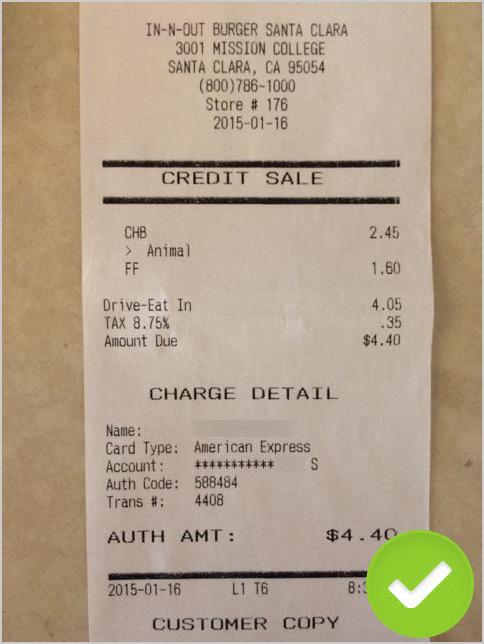 IN-N-OUT BURGER SANTA CLARA
3001 MISSION COLLEGE
SANTA CLARA, CA 95054
(800)786-1000
Store # 176
2015-01-16
CREDIT SALE
CHB 2.45
> Animal
FF 1.60
Drive-Eat In 4.05
TAX 8.75% .35
Amount Due $4.40
CHARGE DETAIL
Name:
Card Type: American Express
Account: *********** S
Auth Code: 588484
Trans #: 4408
AUTH AMT: $4.40
2015-01-16 L1 T6
CUSTOMER COPY